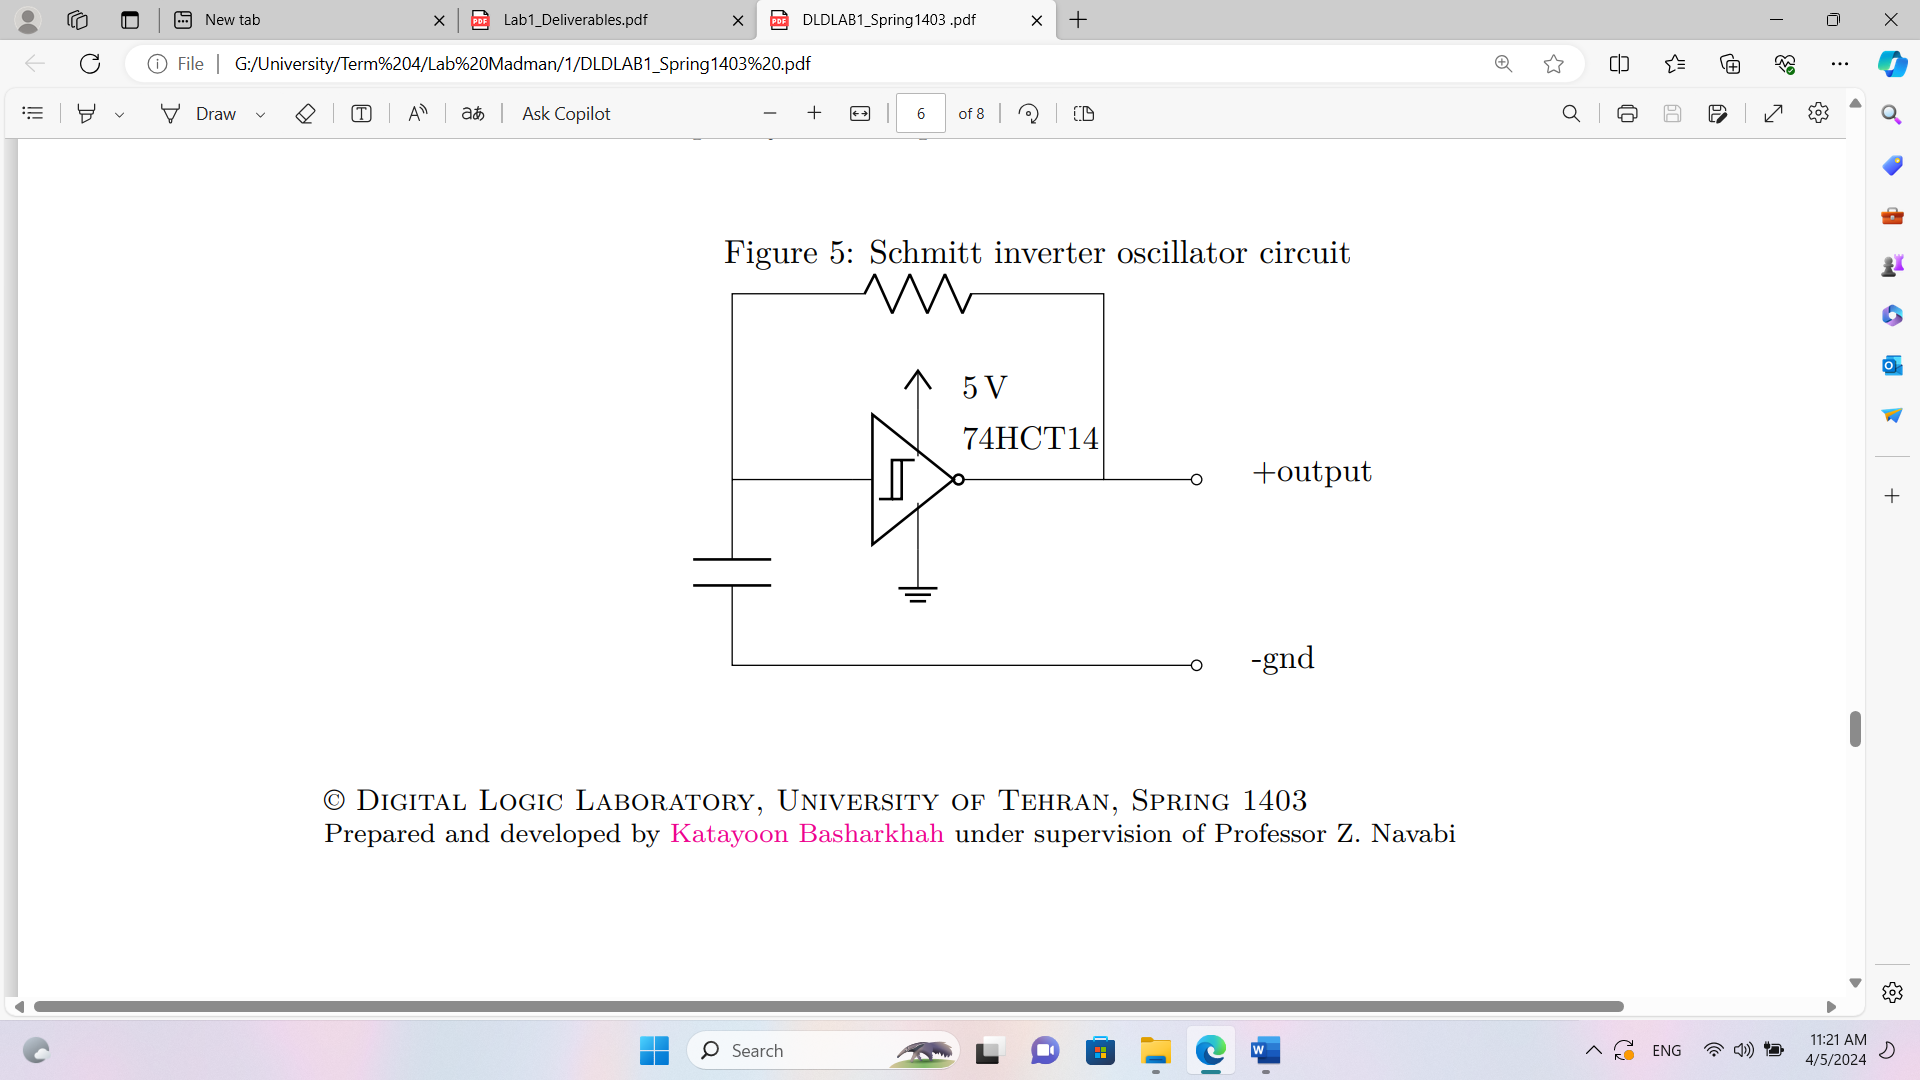 New tab
Lab1_Deliverables.pdf
DLDLAB1_Spring1403 .pdf
File
G:/University/Term%204/Lab%20Madman/1/DLDLAB1_Spring1403%20.pdf
Draw
aあ
Ask Copilot
6
of 8
Figure 5: Schmitt inverter oscillator circuit
5 V
74HCT14
+output
-gnd
© Digital Logic Laboratory, University of Tehran, Spring 1403
Prepared and developed by Katayoon Basharkhah under supervision of Professor Z. Navabi
Search
ENG
11:21 AM
4/5/2024